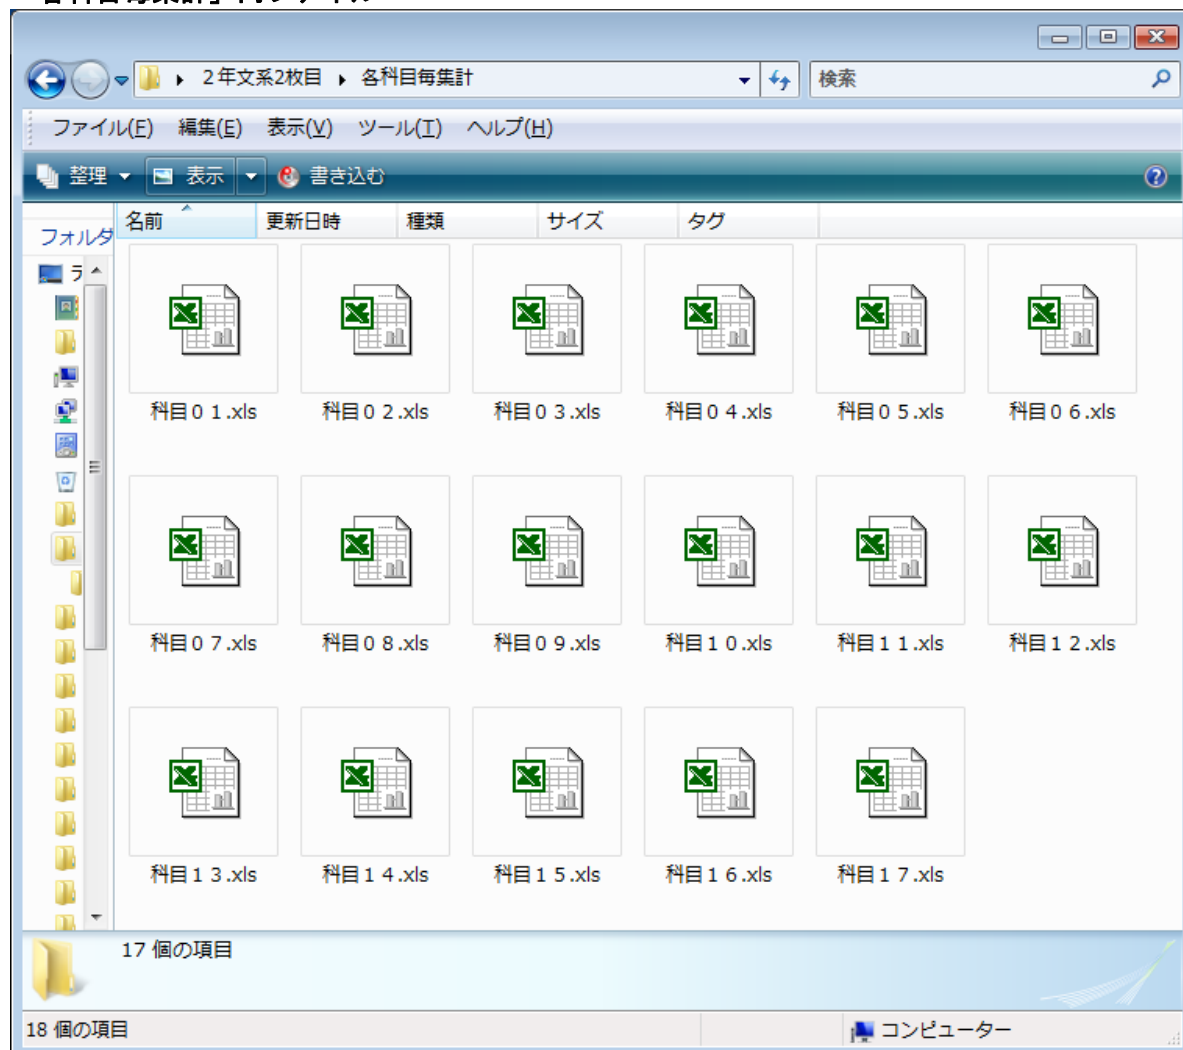 ２年文系2枚目 ▸ 各科目毎集計
検索
ファイル(F) 編集(E) 表示(V) ツール(T) ヘルプ(H)
整理 表示 書き込む
フォルダ
名前 更新日時 種類 サイズ タグ
デ
科目０１.xls 科目０２.xls 科目０３.xls 科目０４.xls 科目０５.xls 科目０６.xls
科目０７.xls 科目０８.xls 科目０９.xls 科目１０.xls 科目１１.xls 科目１２.xls
科目１３.xls 科目１４.xls 科目１５.xls 科目１６.xls 科目１７.xls
17 個の項目
18 個の項目 コンピューター